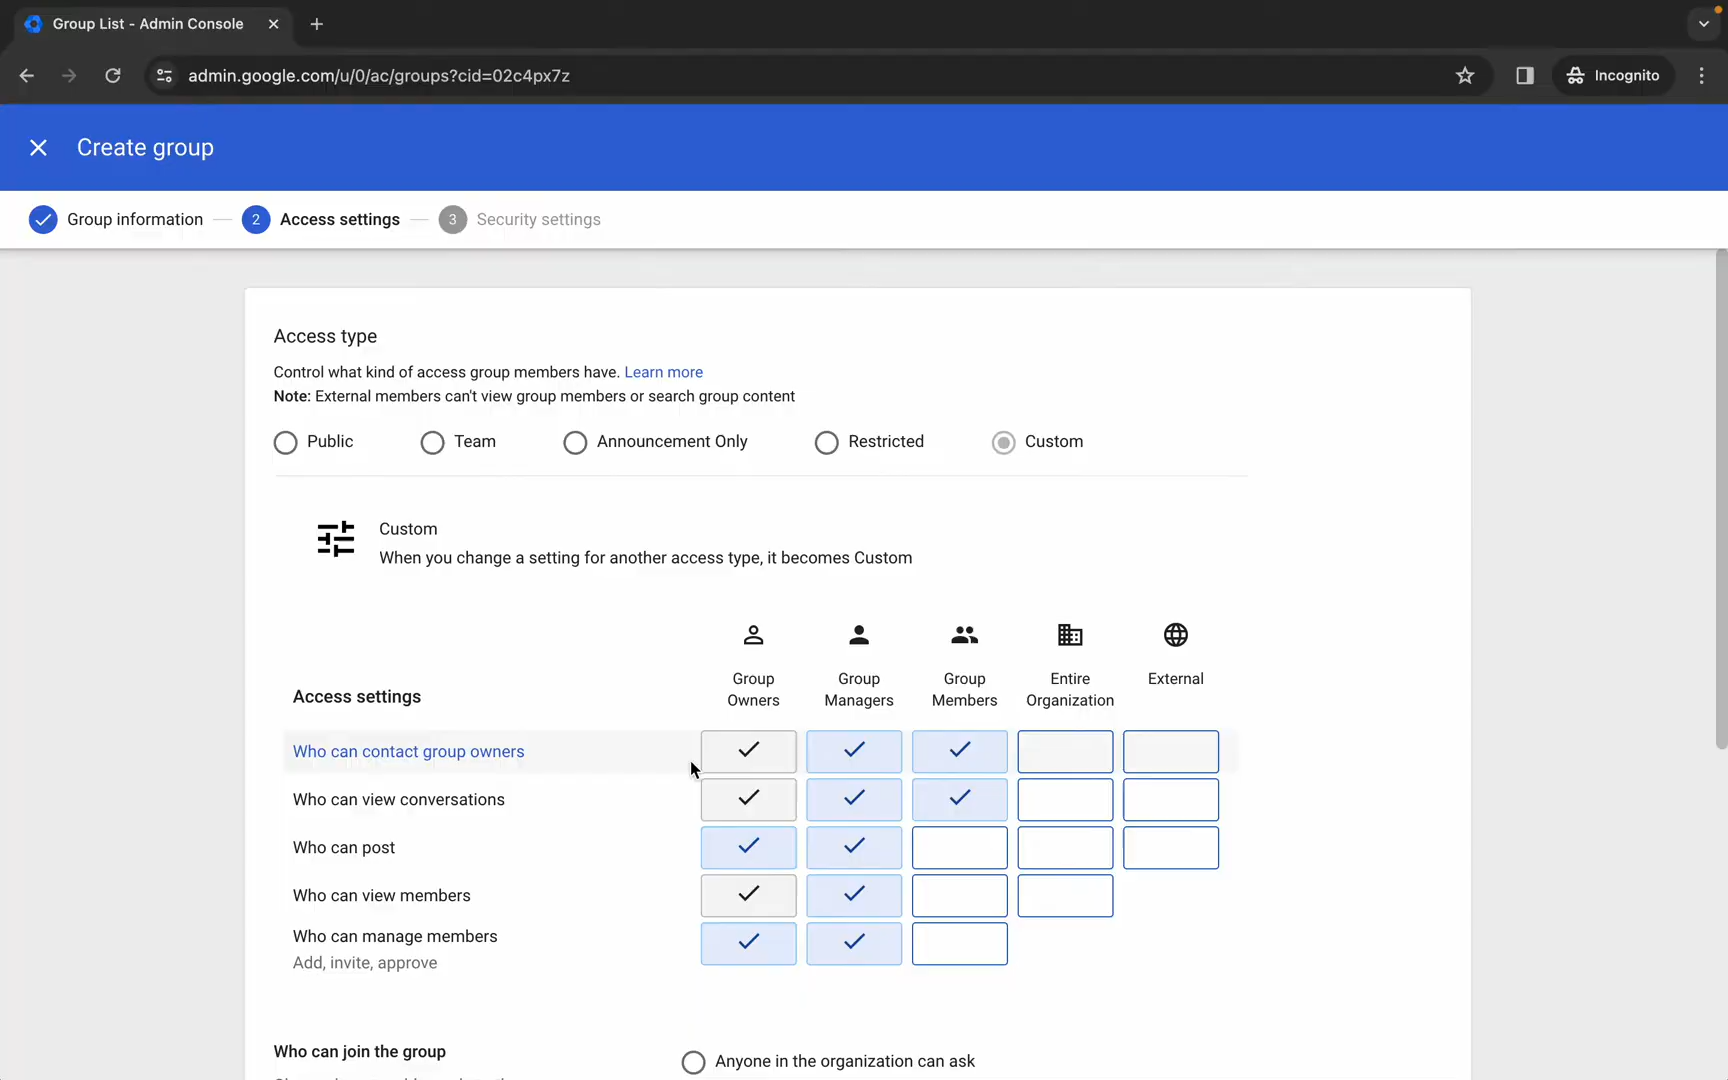 Group List - Admin Console
admin.google.com/u/0/ac/groups?cid=02c4px7z
Incognito
Create group
Group information
2 Access settings
3 Security settings
Access type
Control what kind of access group members have. Learn more
Note: External members can't view group members or search group content
Public
Team
Announcement Only
Restricted
Custom
Custom
When you change a setting for another access type, it becomes Custom
Access settings
Group Owners
Group Managers
Group Members
Entire Organization
External
Who can contact group owners
Who can view conversations
Who can post
Who can view members
Who can manage members
Add, invite, approve
Who can join the group
Anyone in the organization can ask